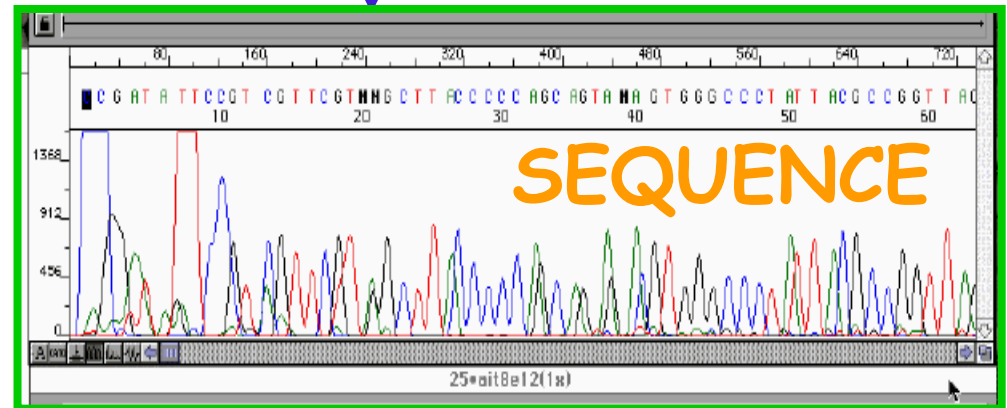 80 160 240 320 400 480 560 640 720
C C G A T A T T C C G T C G T T C G T N N G C T T A C C C C C A G C A G T A N A G T G G G C C C T A T T A C G C C G G T T A C
10 20 30 40 50 60
SEQUENCE
1368
912
456
0
25•ait8e12(1x)